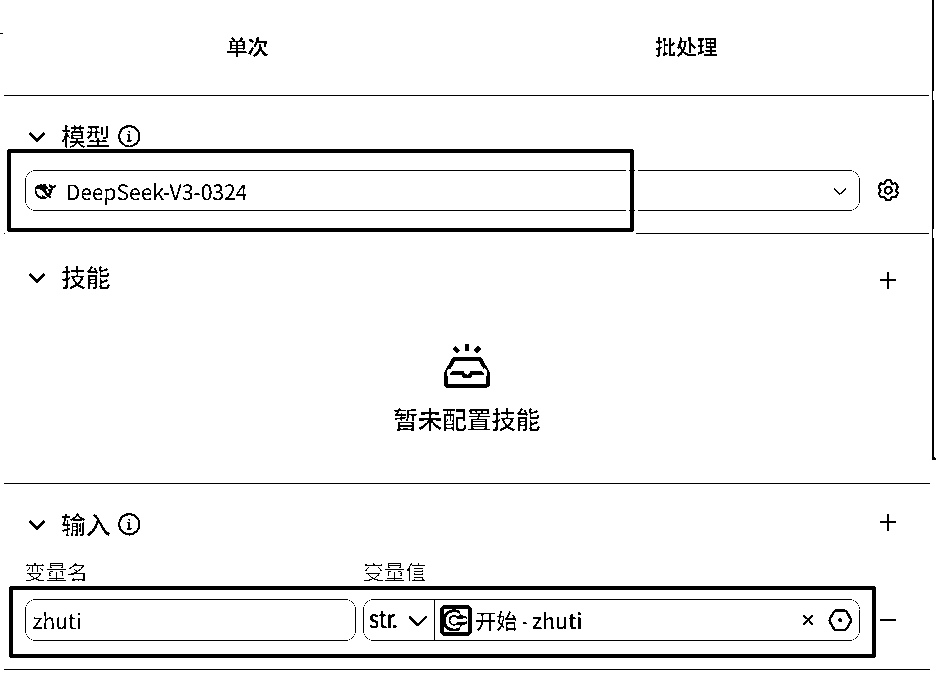 单次 批处理
模型
DeepSeek-V3-0324
技能
暂未配置技能
输入
变量名 变量值
zhuti str. 开始 - zhuti